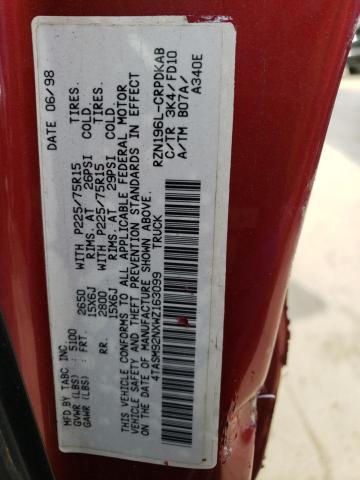 MFD BY TABC INC. DATE 06/98
GVWR (LBS) : 5100
GAWR (LBS) : FRT. 2650 WITH P225/75R15 TIRES.
15X6J RIMS. AT 26PSI COLD
RR. 2800 WITH P225/75R15 TIRES.
15X6J RIMS. AT 29PSI COLD
THIS VEHICLE CONFORMS TO ALL APPLICABLE FEDERAL MOTOR
VEHICLE SAFETY AND THEFT PREVENTION STANDARDS IN EFFECT
ON THE DATE OF MANUFACTURE SHOWN ABOVE.
4TASM92NXWZ163099 TRUCK
RZN196L-CRPDKAB
C/TR 3K4/FD10
A/TM B07A/
A340E